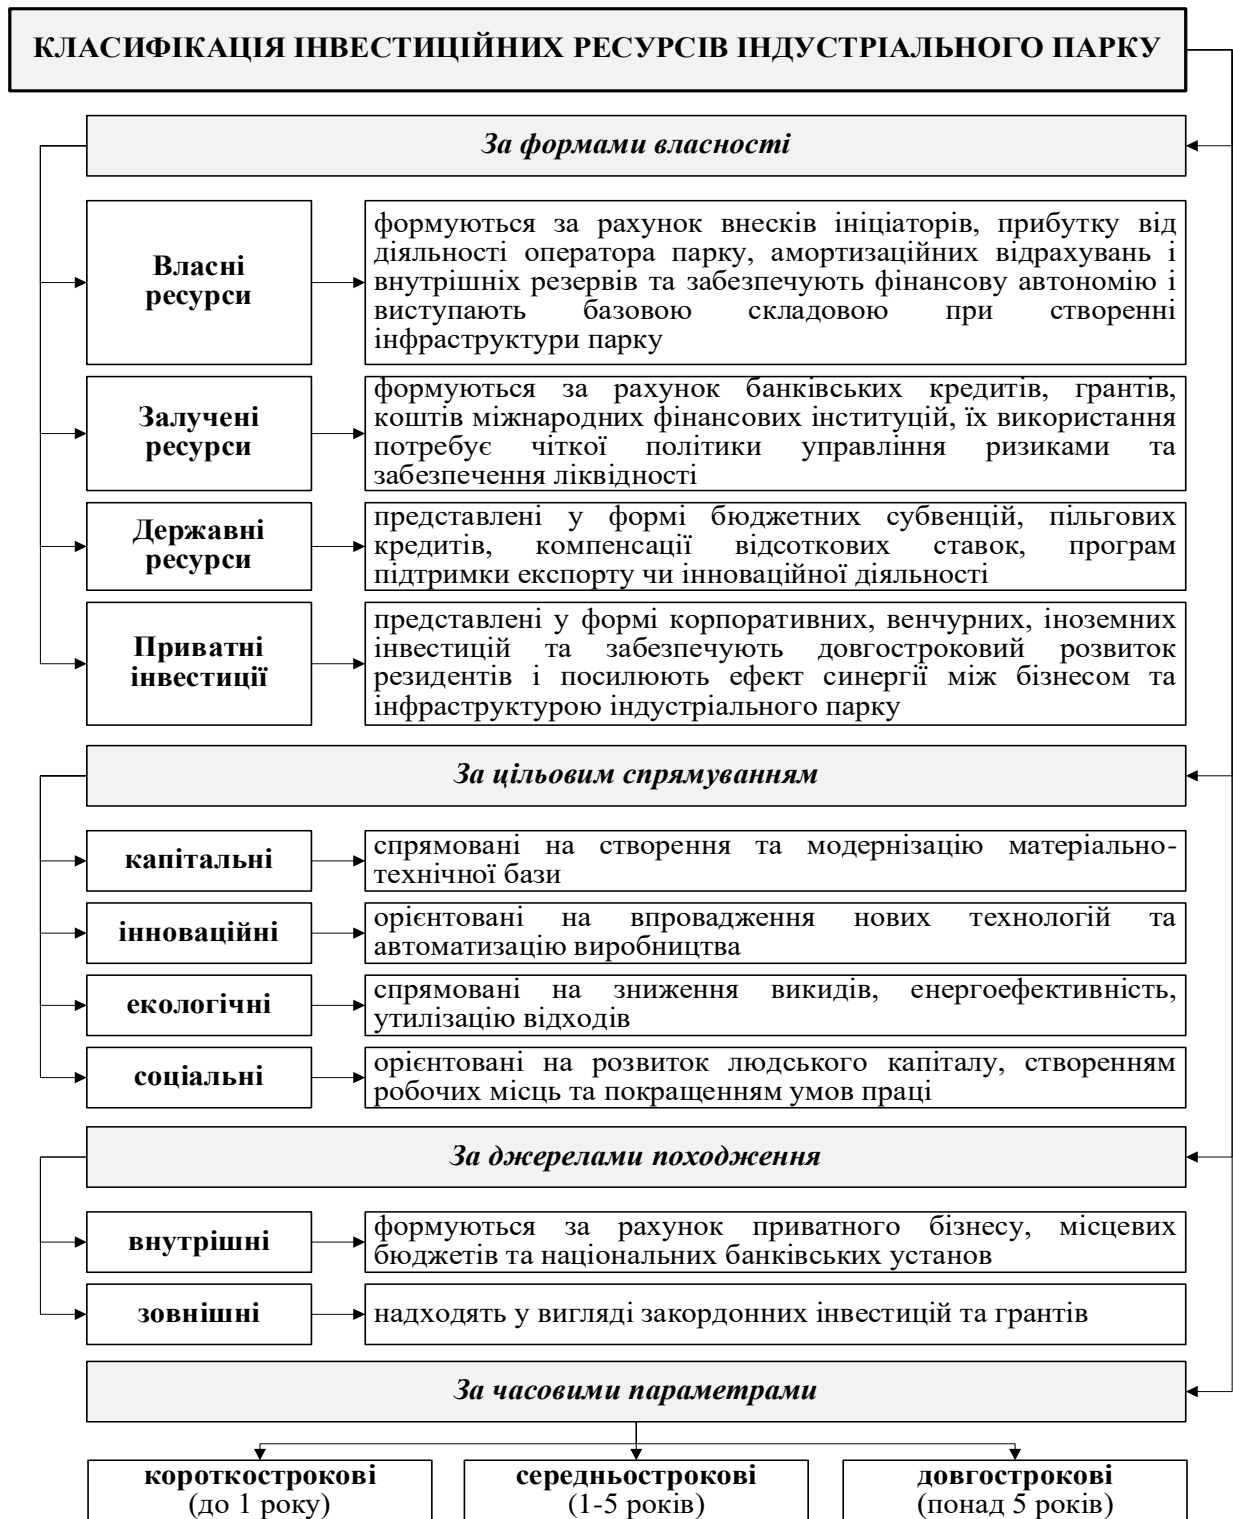 КЛАСИФІКАЦІЯ ІНВЕСТИЦІЙНИХ РЕСУРСІВ ІНДУСТРІАЛЬНОГО ПАРКУ
За формами власності
Власні
ресурси
формуються за рахунок внесків ініціаторів, прибутку від
діяльності оператора парку, амортизаційних відрахувань і
внутрішніх резервів та забезпечують фінансову автономію і
виступають базовою складовою при створенні
інфраструктури парку
Залучені
ресурси
формуються за рахунок банківських кредитів, грантів,
коштів міжнародних фінансових інституцій, їх використання
потребує чіткої політики управління ризиками та
забезпечення ліквідності
Державні
ресурси
представлені у формі бюджетних субвенцій, пільгових
кредитів, компенсації відсоткових ставок, програм
підтримки експорту чи інноваційної діяльності
Приватні
інвестиції
представлені у формі корпоративних, венчурних, іноземних
інвестицій та забезпечують довгостроковий розвиток
резидентів і посилюють ефект синергії між бізнесом та
інфраструктурою індустріального парку
За цільовим спрямуванням
капітальні
спрямовані на створення та модернізацію матеріально-
технічної бази
інноваційні
орієнтовані на впровадження нових технологій та
автоматизацію виробництва
екологічні
спрямовані на зниження викидів, енергоефективність,
утилізацію відходів
соціальні
орієнтовані на розвиток людського капіталу, створенням
робочих місць та покращенням умов праці
За джерелами походження
внутрішні
формуються за рахунок приватного бізнесу, місцевих
бюджетів та національних банківських установ
зовнішні
надходять у вигляді закордонних інвестицій та грантів
За часовими параметрами
короткострокові
(до 1 року)
середньострокові
(1-5 років)
довгострокові
(понад 5 років)